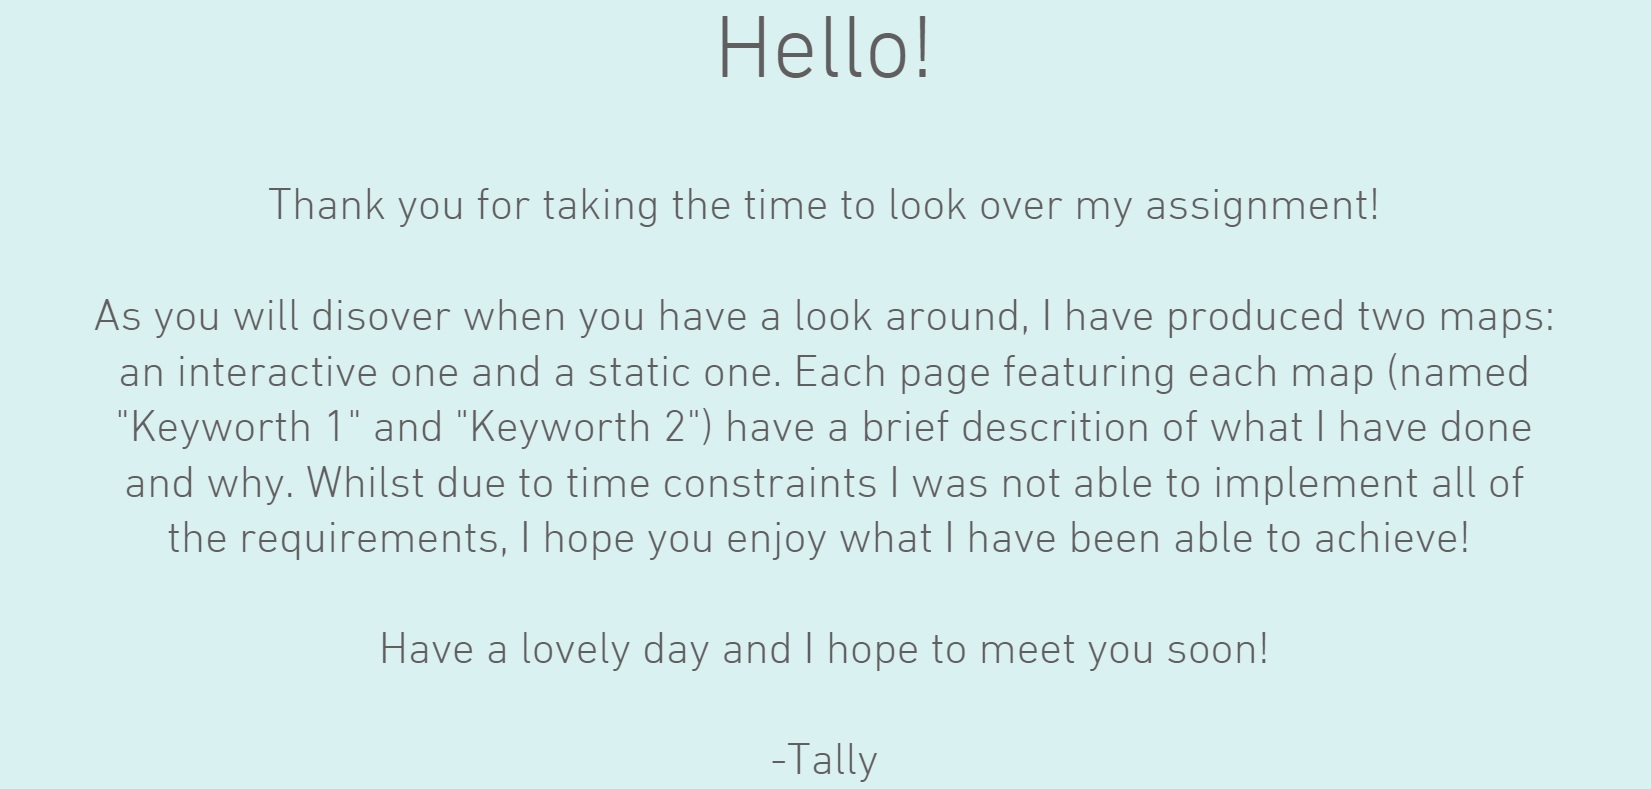 Hello!
Thank you for taking the time to look over my assignment!
As you will disover when you have a look around, I have produced two maps:
an interactive one and a static one. Each page featuring each map (named
"Keyworth 1" and "Keyworth 2") have a brief descrition of what I have done
and why. Whilst due to time constraints I was not able to implement all of
the requirements, I hope you enjoy what I have been able to achieve!
Have a lovely day and I hope to meet you soon!
-Tally